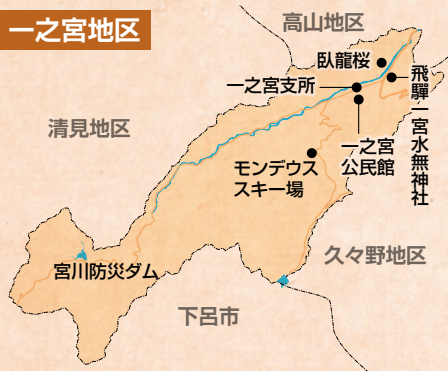 一之宮地区
高山地区
臥龍桜
一之宮支所
飛驒一宮水無神社
清見地区
一之宮
公民館
モンデウス
スキー場
久々野地区
宮川防災ダム
下呂市